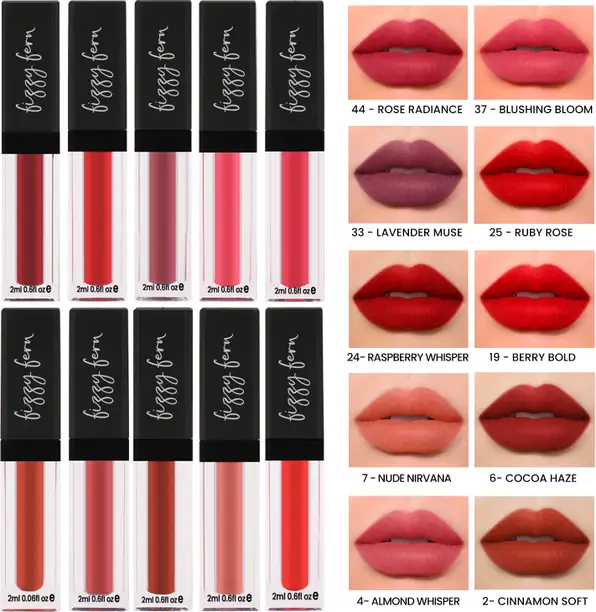 fizzy fern
fizzy fern
fizzy fern
fizzy fern
fizzy fern
2ml 0.6fl oz e
2ml 0.6fl oz e
2ml 0.6fl oz e
2ml 0.6fl oz e
2ml 0.6fl oz e
fizzy fern
fizzy fern
fizzy fern
fizzy fern
fizzy fern
2ml 0.06fl oz e
2ml 0.6fl oz e
2ml 0.6fl oz e
2ml 0.6fl oz e
2ml 0.6fl oz e
44 - ROSE RADIANCE
37 - BLUSHING BLOOM
33 - LAVENDER MUSE
25 - RUBY ROSE
24- RASPBERRY WHISPER
19 - BERRY BOLD
7 - NUDE NIRVANA
6- COCOA HAZE
4- ALMOND WHISPER
2- CINNAMON SOFT